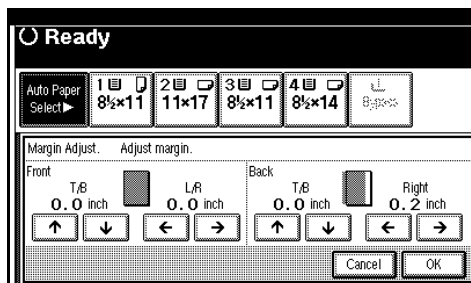 Ready
Auto Paper Select▶
1 8½×11
2 11×17
3 8½×11
4 8½×14
Bypass
Margin Adjust. Adjust margin.
Front Back
T/B L/R T/B Right
0.0 inch 0.0 inch 0.0 inch 0.2 inch
↑ ↓ ← → ↑ ↓ ← →
Cancel OK